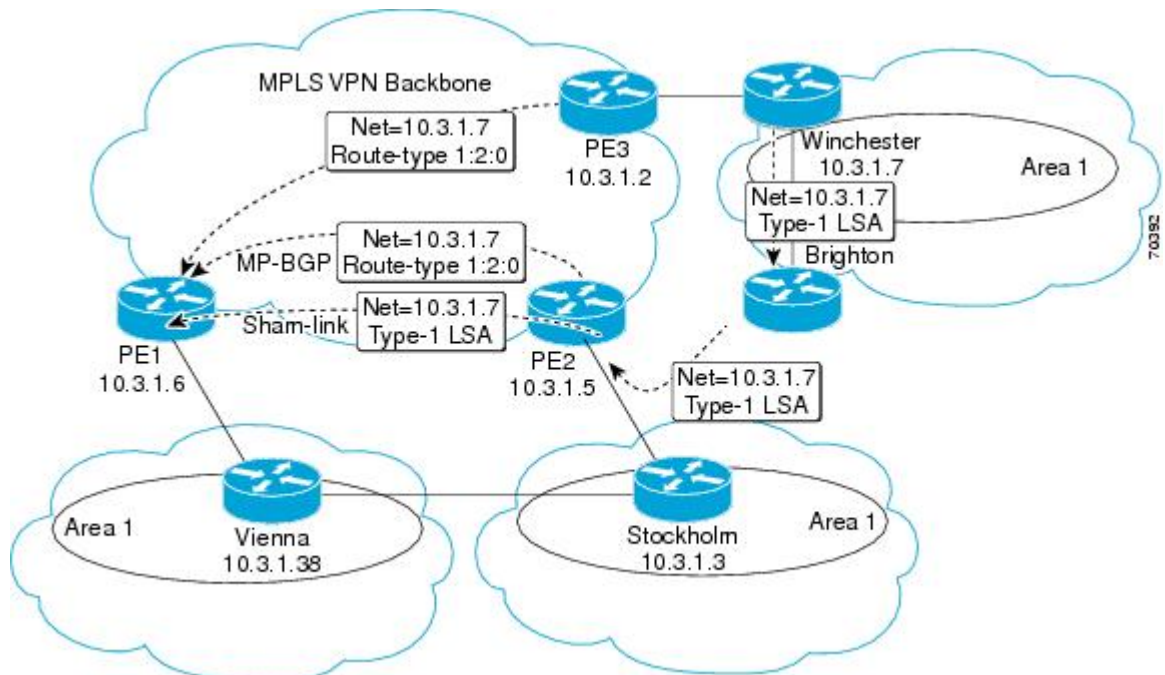 MPLS VPN Backbone
Net=10.3.1.7
Route-type 1:2:0
PE3
10.3.1.2
Winchester
10.3.1.7
Area 1
Net=10.3.1.7
Type-1 LSA
Brighton
70392
MP-BGP
Net=10.3.1.7
Route-type 1:2:0
Sham-link
Net=10.3.1.7
Type-1 LSA
PE1
10.3.1.6
PE2
10.3.1.5
Net=10.3.1.7
Type-1 LSA
Area 1
Vienna
10.3.1.38
Stockholm
10.3.1.3
Area 1